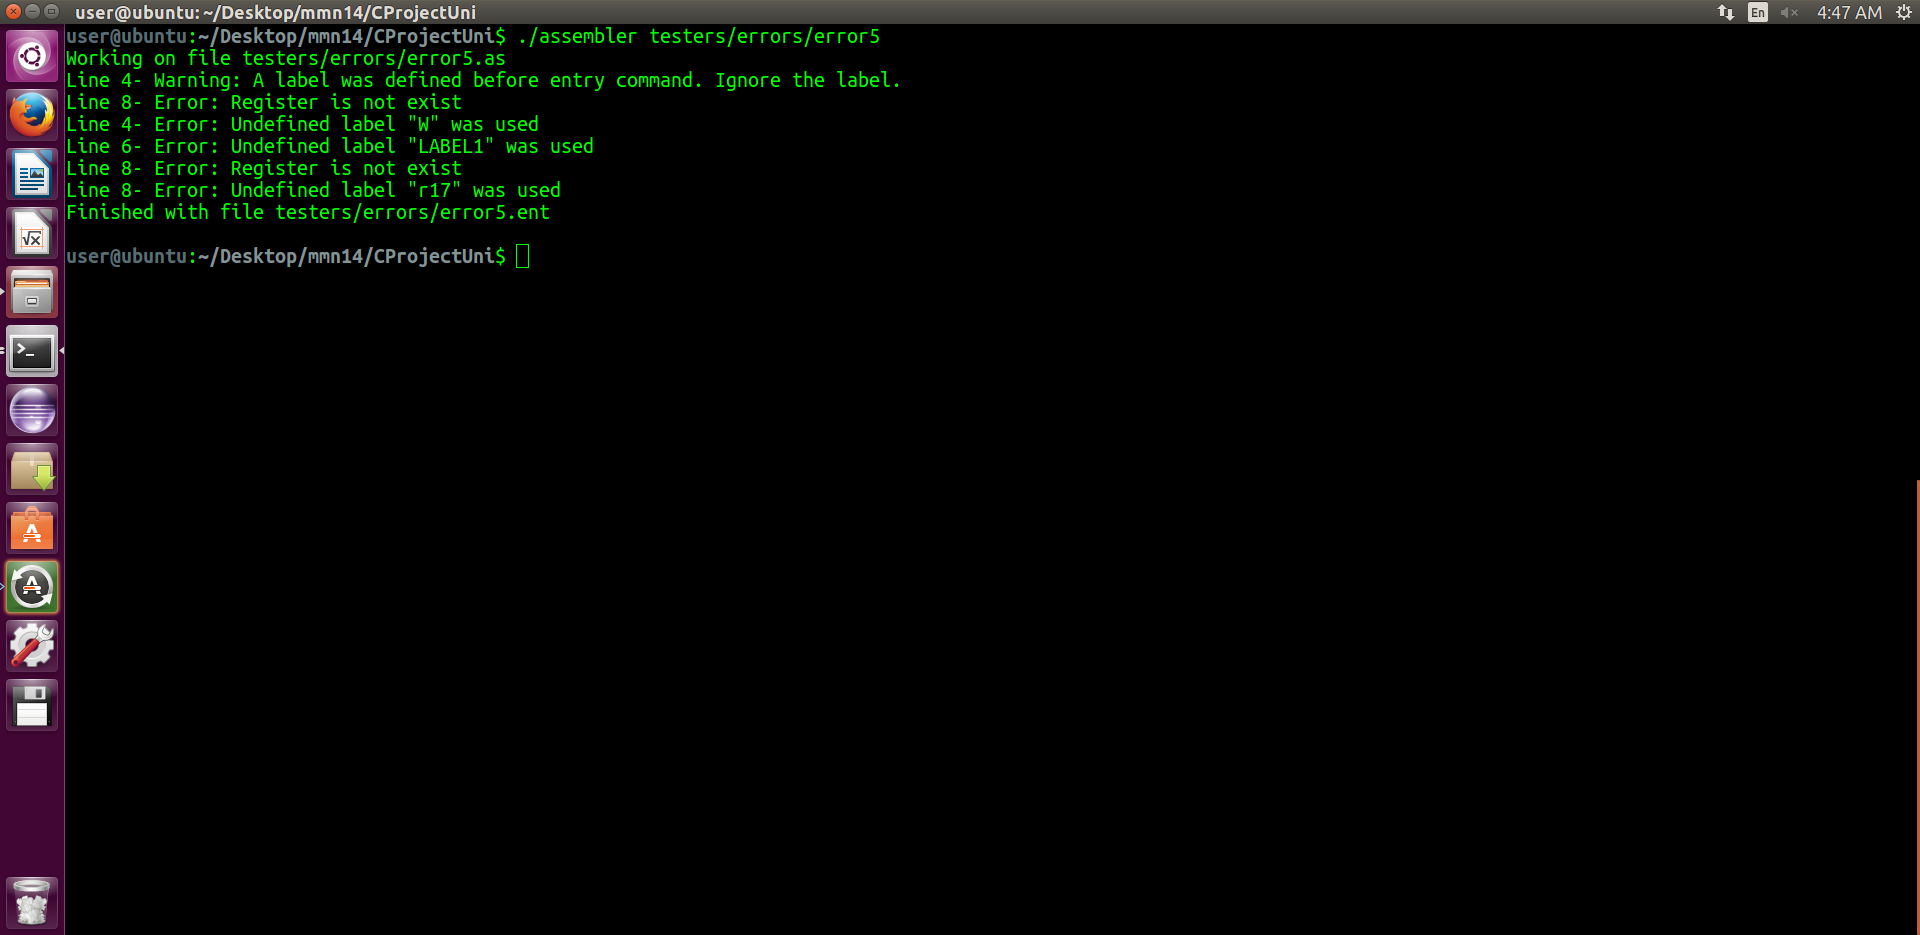 user@ubuntu: ~/Desktop/mmn14/CProjectUni
En
4:47 AM
user@ubuntu:~/Desktop/mmn14/CProjectUni$ ./assembler testers/errors/error5
Working on file testers/errors/error5.as
Line 4- Warning: A label was defined before entry command. Ignore the label.
Line 8- Error: Register is not exist
Line 4- Error: Undefined label "W" was used
Line 6- Error: Undefined label "LABEL1" was used
Line 8- Error: Register is not exist
Line 8- Error: Undefined label "r17" was used
Finished with file testers/errors/error5.ent
user@ubuntu:~/Desktop/mmn14/CProjectUni$